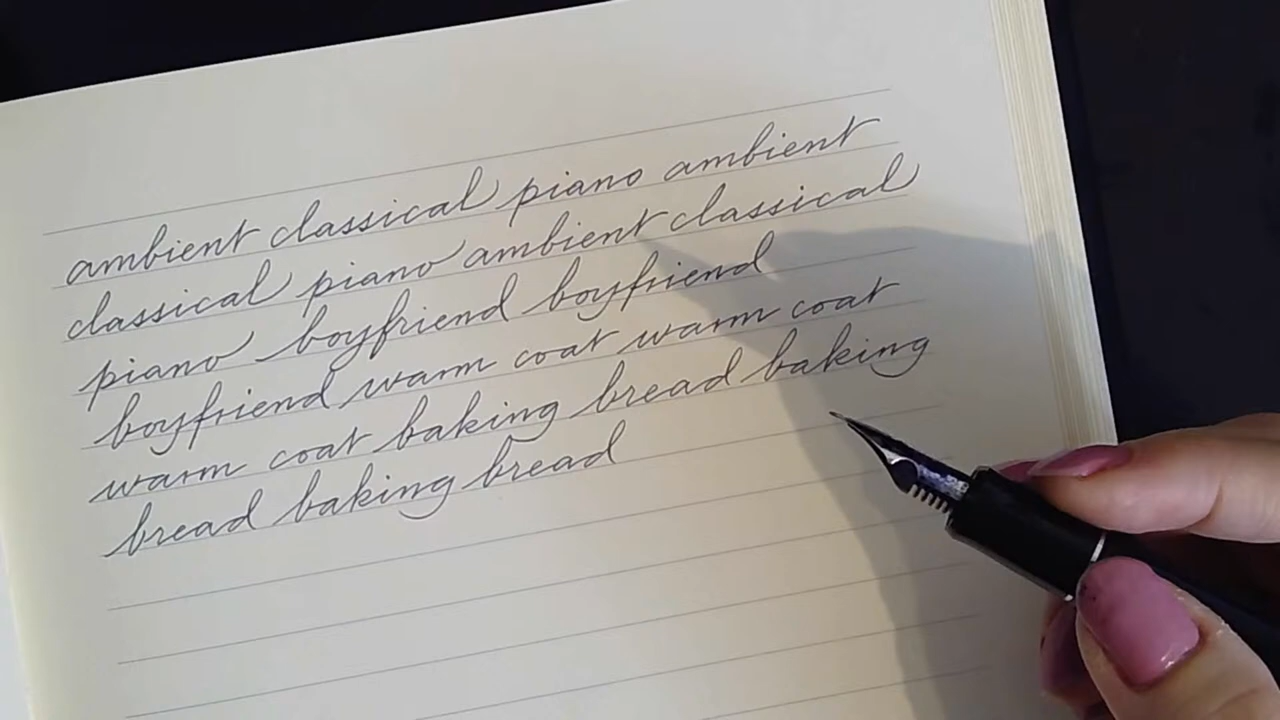 ambient classical piano ambient
classical piano ambient classical
piano boyfriend boyfriend
boyfriend warm coat warm coat
warm coat baking bread baking
bread baking bread